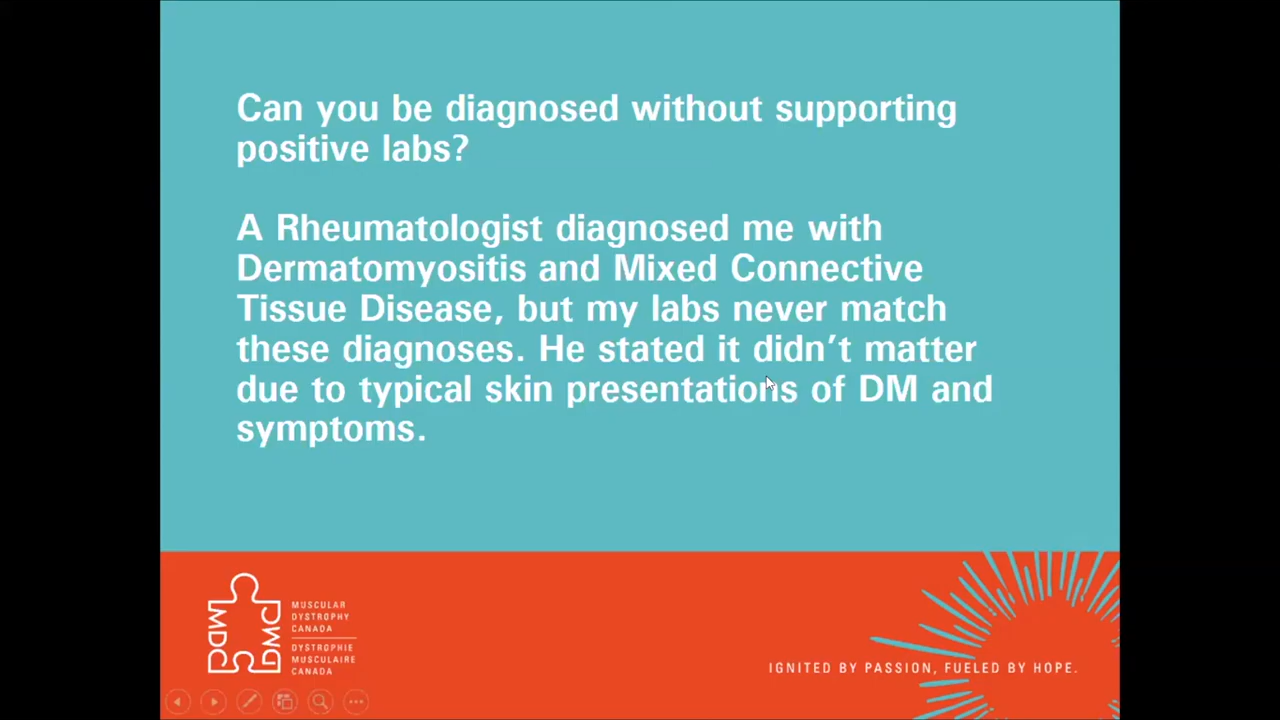 Can you be diagnosed without supporting
positive labs?
A Rheumatologist diagnosed me with
Dermatomyositis and Mixed Connective
Tissue Disease, but my labs never match
these diagnoses. He stated it didn't matter
due to typical skin presentations of DM and
symptoms.
MDC
DMC
MUSCULAR
DYSTROPHY
CANADA
DYSTROPHIE
MUSCULAIRE
CANADA
IGNITED BY PASSION, FUELED BY HOPE.